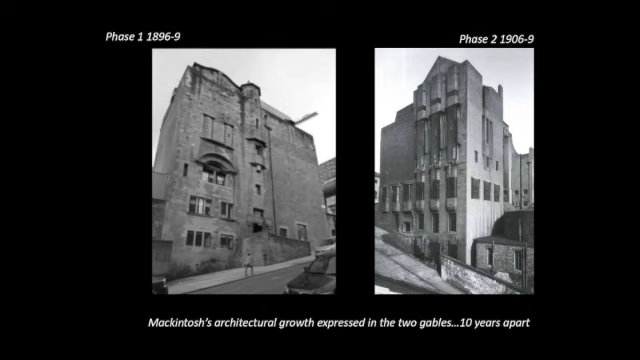 Phase 1 1896-9
Phase 2 1906-9
Mackintosh's architectural growth expressed in the two gables...10 years apart